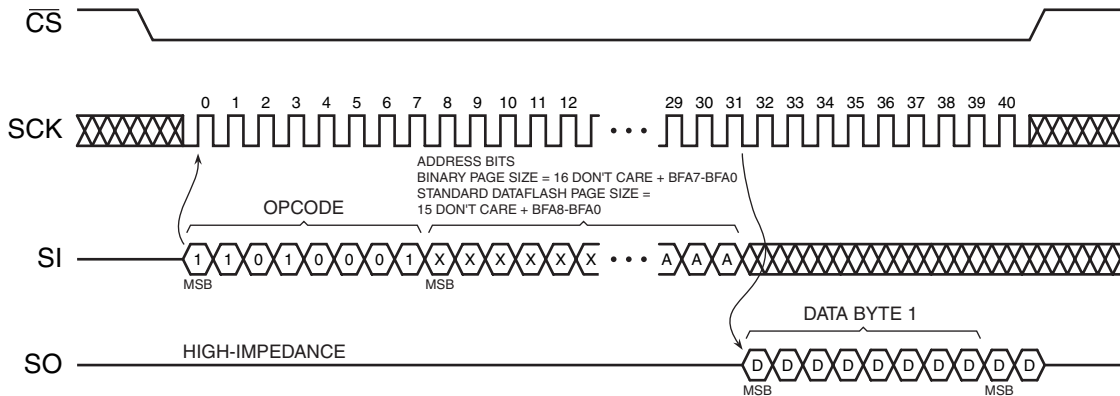 CS
0 1 2 3 4 5 6 7 8 9 10 11 12 29 30 31 32 33 34 35 36 37 38 39 40
SCK
ADDRESS BITS
BINARY PAGE SIZE = 16 DON'T CARE + BFA7-BFA0
STANDARD DATAFLASH PAGE SIZE =
15 DON'T CARE + BFA8-BFA0
OPCODE
SI 1 1 0 1 0 0 0 1 X X X X X X • • • A A A
MSB MSB
DATA BYTE 1
HIGH-IMPEDANCE
SO D D D D D D D D D D
MSB MSB